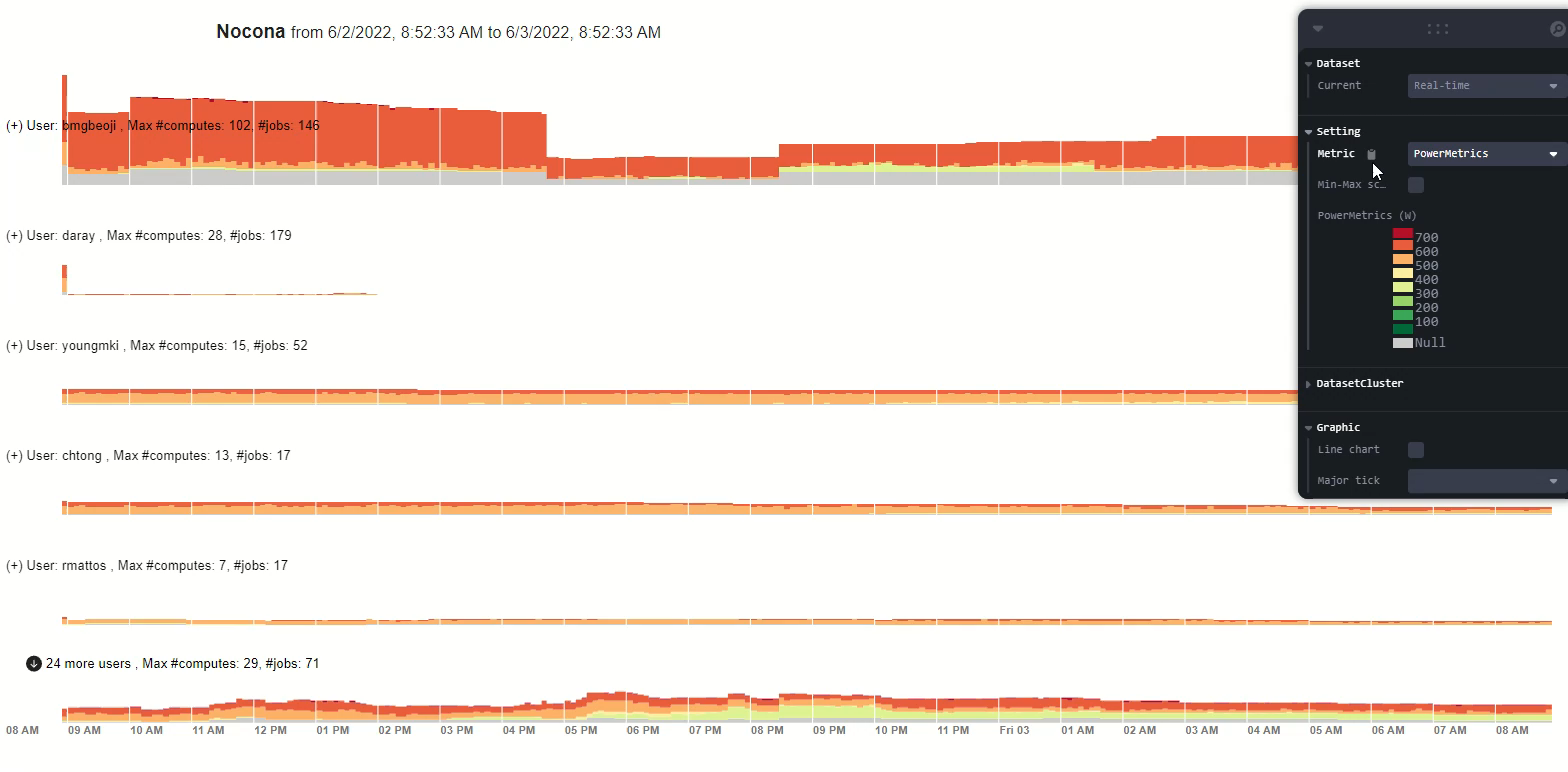 Nocona from 6/2/2022, 8:52:33 AM to 6/3/2022, 8:52:33 AM
(+) User: bmgbeoji , Max #computes: 102, #jobs: 146
(+) User: daray , Max #computes: 28, #jobs: 179
(+) User: youngmki , Max #computes: 15, #jobs: 52
(+) User: chtong , Max #computes: 13, #jobs: 17
(+) User: rmattos , Max #computes: 7, #jobs: 17
24 more users , Max #computes: 29, #jobs: 71
08 AM 09 AM 10 AM 11 AM 12 PM 01 PM 02 PM 03 PM 04 PM 05 PM 06 PM 07 PM 08 PM 09 PM 10 PM 11 PM Fri 03 01 AM 02 AM 03 AM 04 AM 05 AM 06 AM 07 AM 08 AM
Dataset
Current Real-time
Setting
Metric PowerMetrics
Min-Max sc…
PowerMetrics (W)
700
600
500
400
300
200
100
Null
DatasetCluster
Graphic
Line chart
Major tick